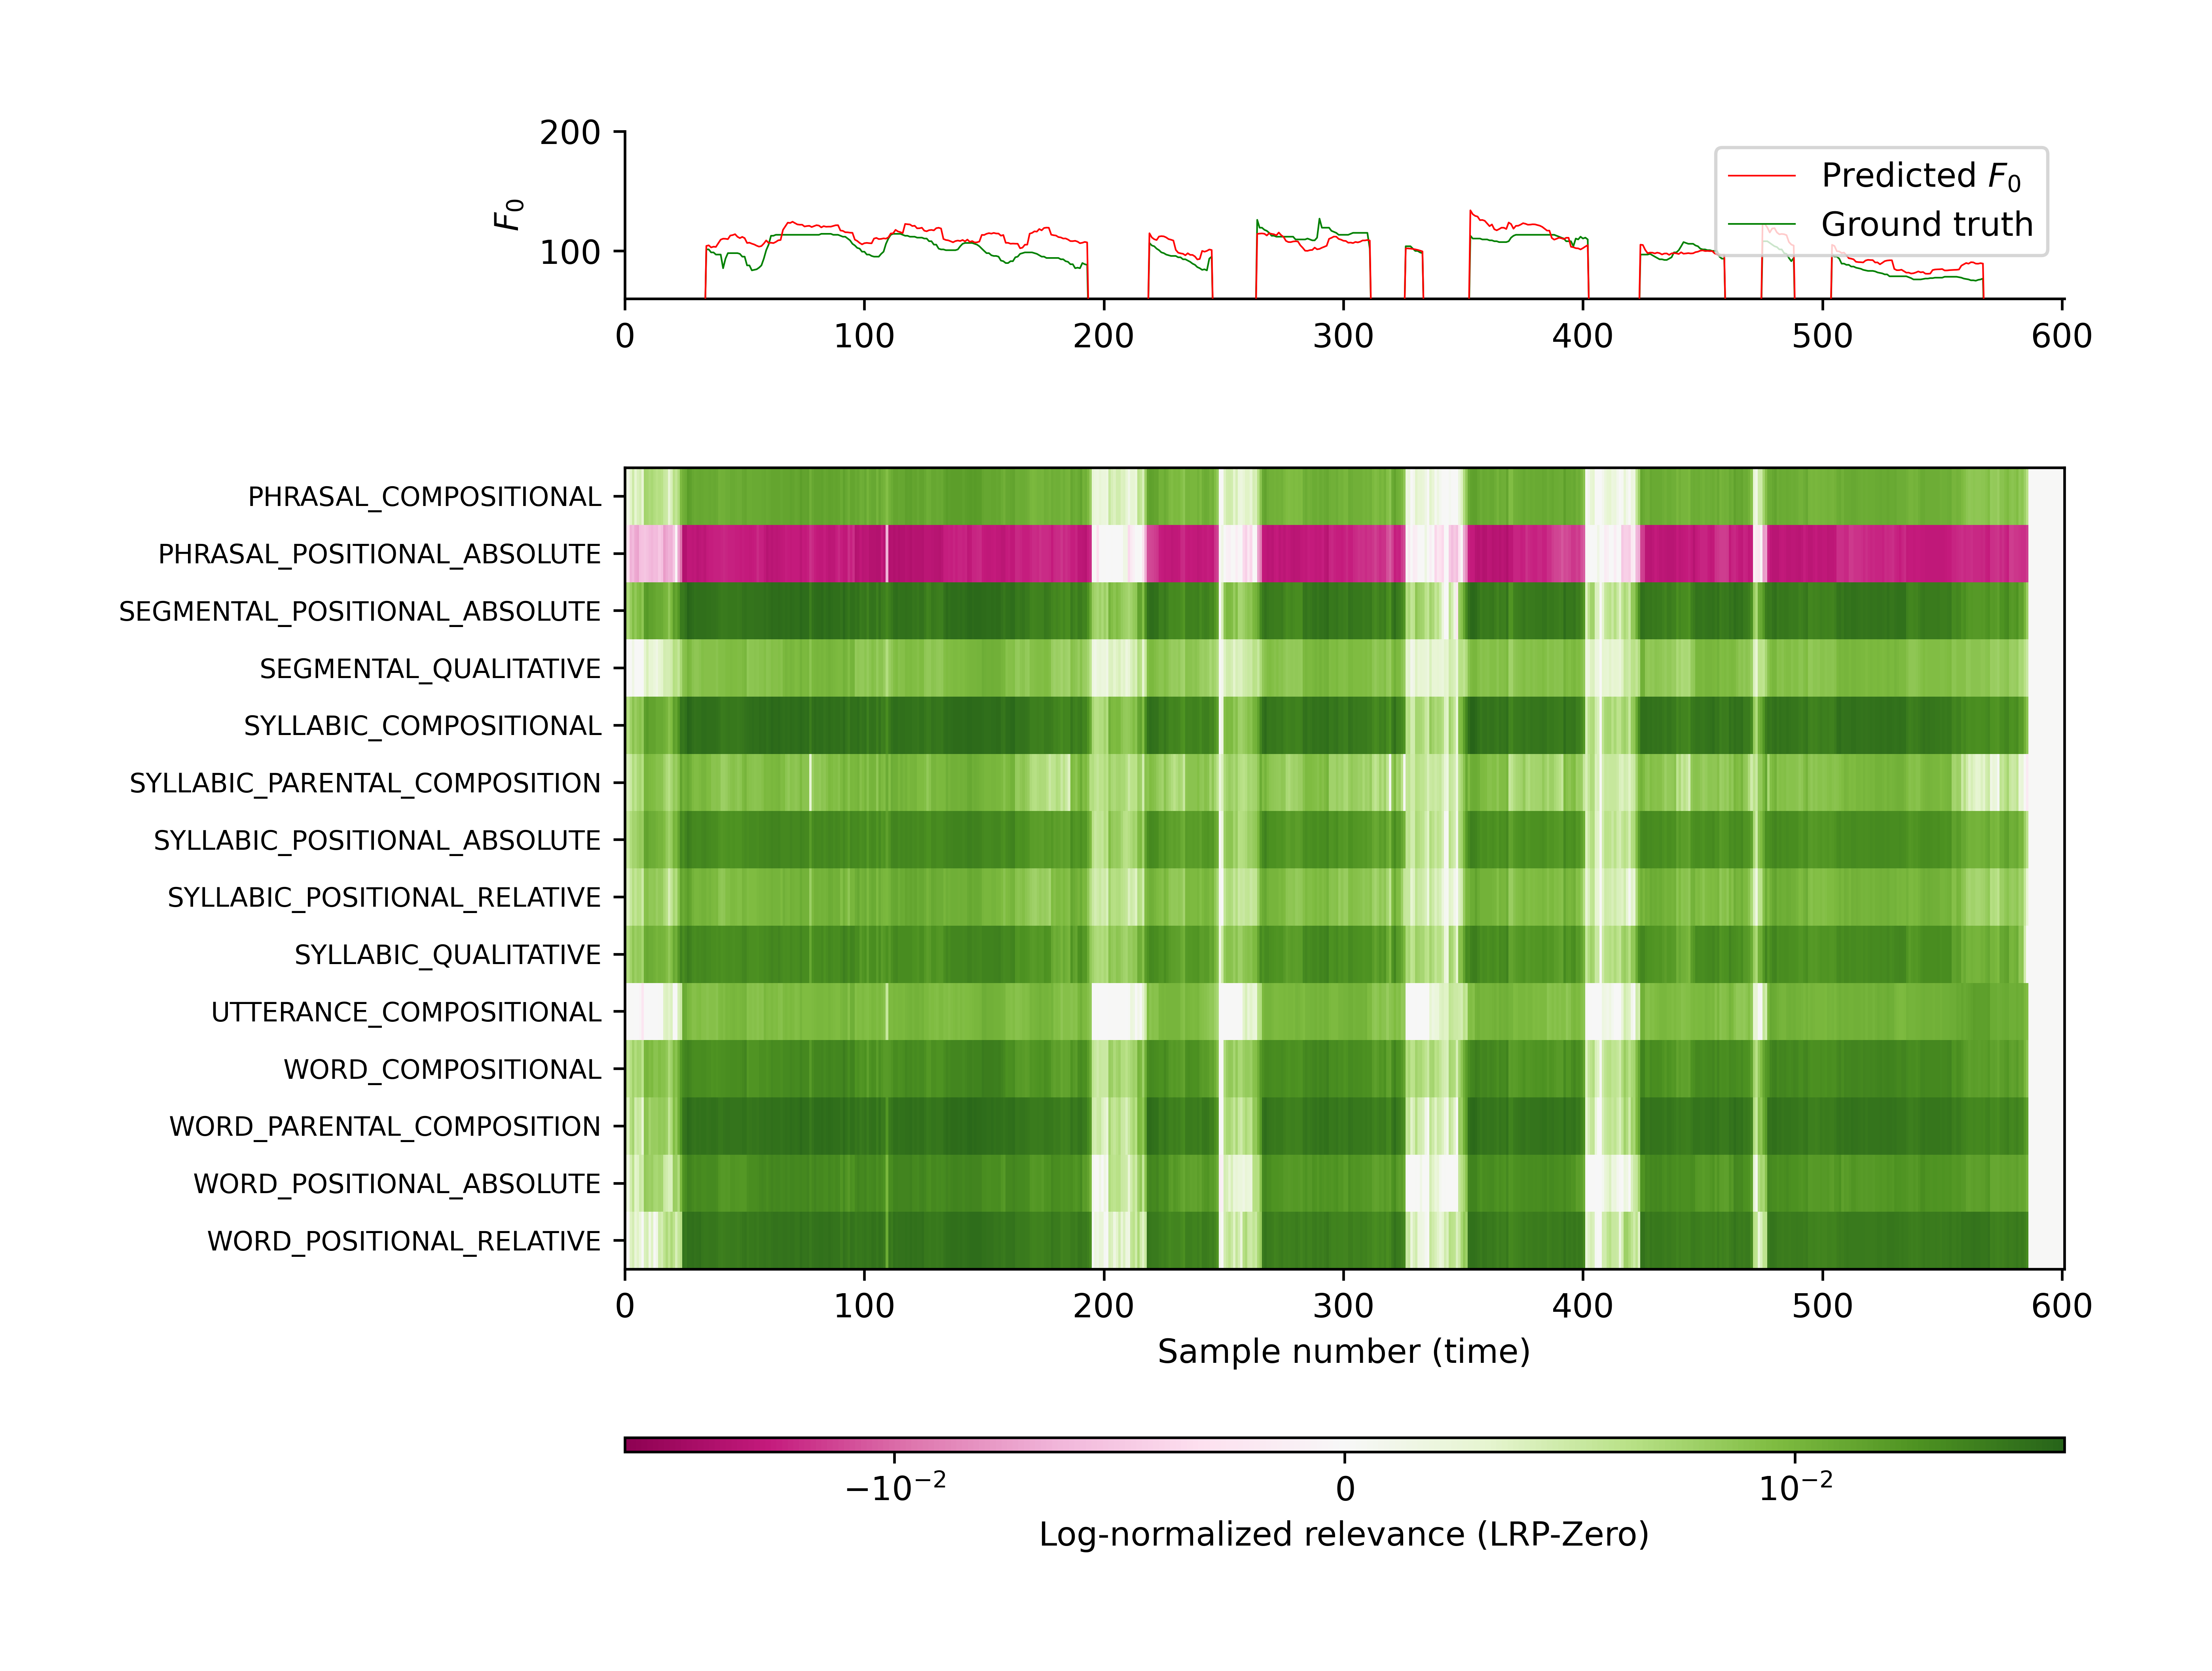 200
100
F₀
Predicted F₀
Ground truth
0 100 200 300 400 500 600
PHRASAL_COMPOSITIONAL
PHRASAL_POSITIONAL_ABSOLUTE
SEGMENTAL_POSITIONAL_ABSOLUTE
SEGMENTAL_QUALITATIVE
SYLLABIC_COMPOSITIONAL
SYLLABIC_PARENTAL_COMPOSITION
SYLLABIC_POSITIONAL_ABSOLUTE
SYLLABIC_POSITIONAL_RELATIVE
SYLLABIC_QUALITATIVE
UTTERANCE_COMPOSITIONAL
WORD_COMPOSITIONAL
WORD_PARENTAL_COMPOSITION
WORD_POSITIONAL_ABSOLUTE
WORD_POSITIONAL_RELATIVE
0 100 200 300 400 500 600
Sample number (time)
−10⁻² 0 10⁻²
Log-normalized relevance (LRP-Zero)